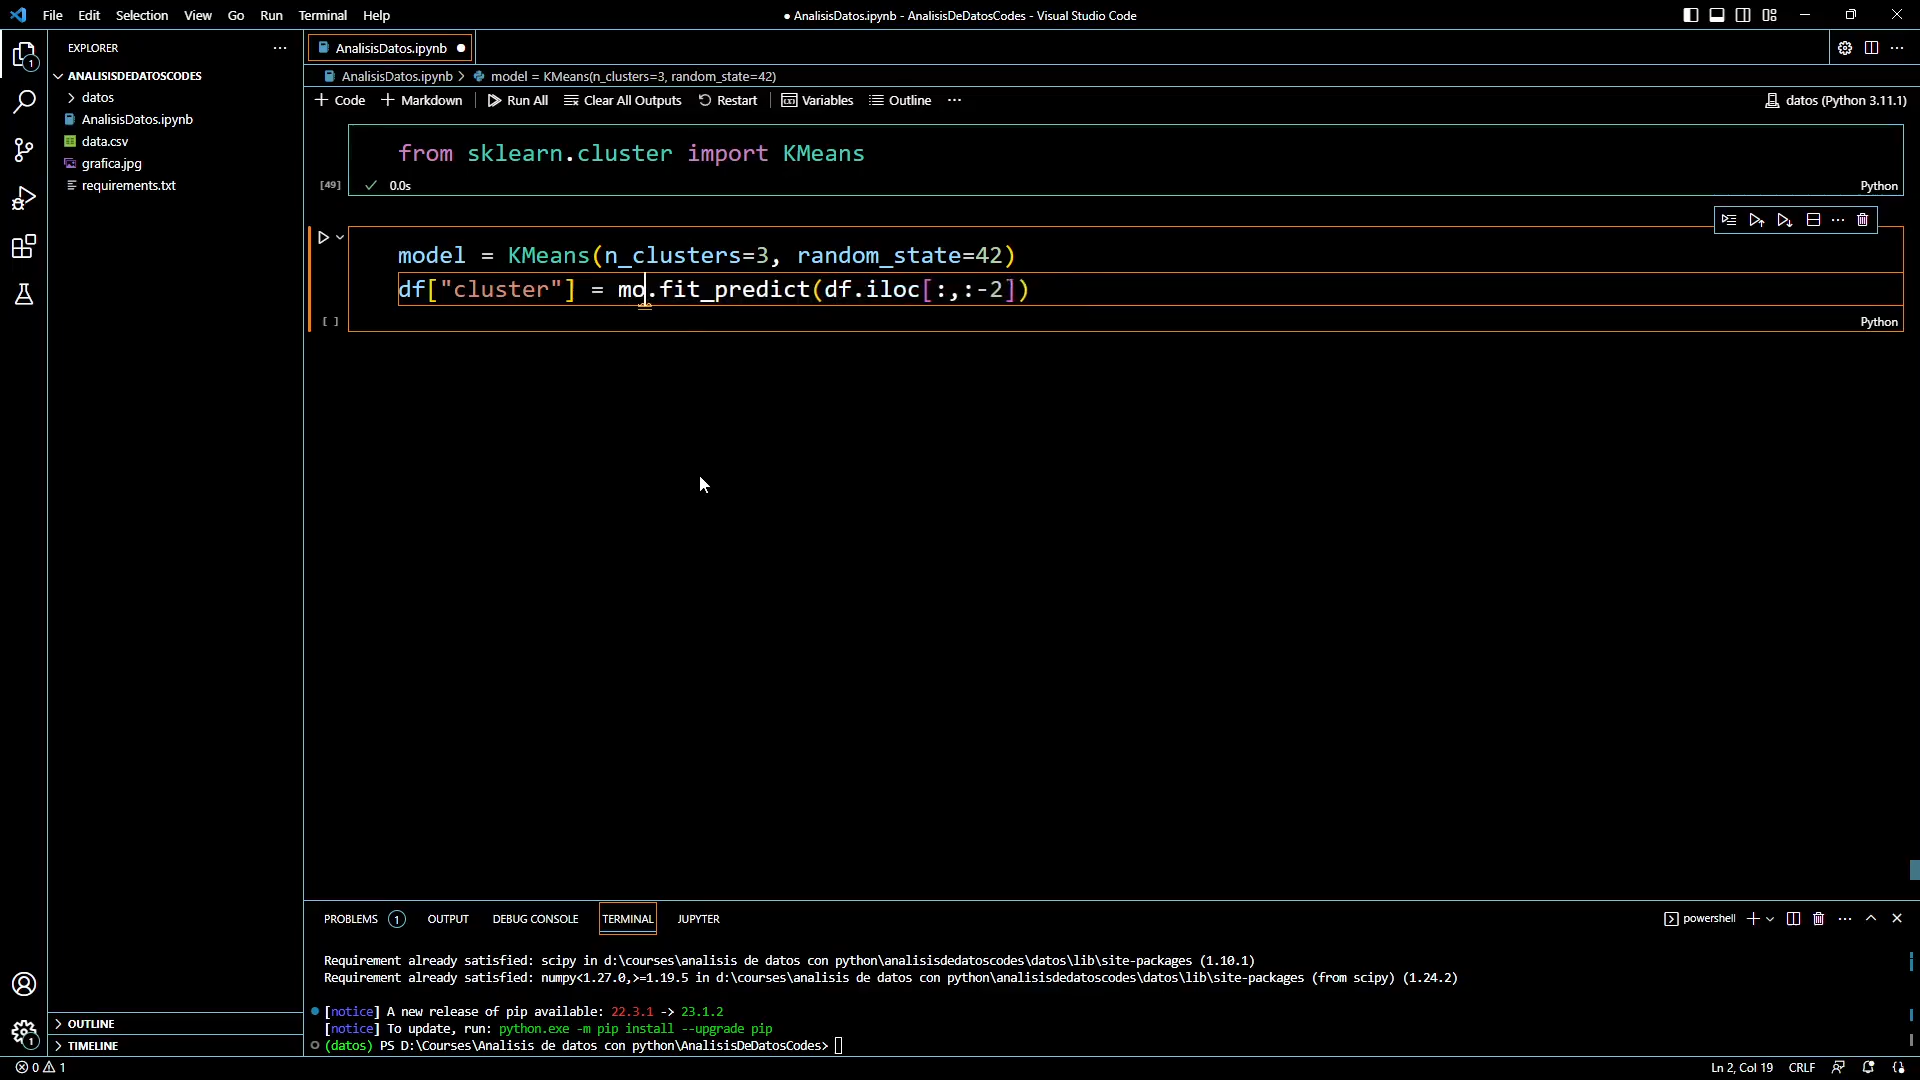 File Edit Selection View Go Run Terminal Help
● AnalisisDatos.ipynb - AnalisisDeDatosCodes - Visual Studio Code
EXPLORER
ANALISISDEDATOSCODES
datos
AnalisisDatos.ipynb
data.csv
grafica.jpg
requirements.txt
OUTLINE
TIMELINE
AnalisisDatos.ipynb ●
AnalisisDatos.ipynb > model = KMeans(n_clusters=3, random_state=42)
+ Code + Markdown Run All Clear All Outputs Restart Variables Outline ... datos (Python 3.11.1)
from sklearn.cluster import KMeans
[49] ✓ 0.0s Python
model = KMeans(n_clusters=3, random_state=42)
df["cluster"] = mo.fit_predict(df.iloc[:,:-2])
[ ] Python
PROBLEMS 1 OUTPUT DEBUG CONSOLE TERMINAL JUPYTER powershell
Requirement already satisfied: scipy in d:\courses\analisis de datos con python\analisisdedatoscodes\datos\lib\site-packages (1.10.1)
Requirement already satisfied: numpy<1.27.0,>=1.19.5 in d:\courses\analisis de datos con python\analisisdedatoscodes\datos\lib\site-packages (from scipy) (1.24.2)
[notice] A new release of pip available: 22.3.1 -> 23.1.2
[notice] To update, run: python.exe -m pip install --upgrade pip
(datos) PS D:\Courses\Analisis de datos con python\AnalisisDeDatosCodes>
0 1 Ln 2, Col 19 CRLF